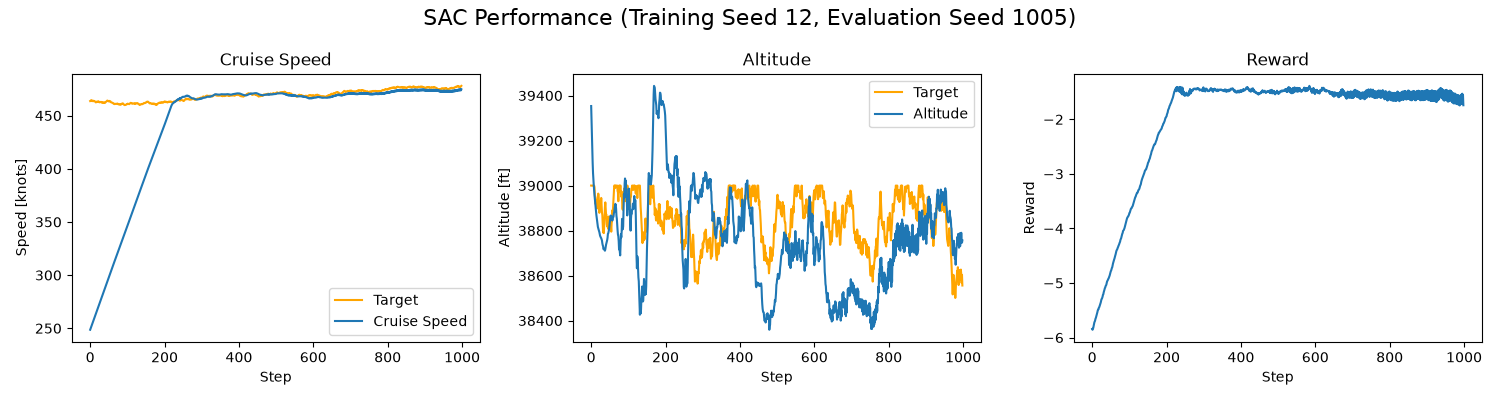 SAC Performance (Training Seed 12, Evaluation Seed 1005)
Cruise Speed
Speed [knots]
450
400
350
300
250
0 200 400 600 800 1000
Step
Target
Cruise Speed
Altitude
Altitude [ft]
39400
39200
39000
38800
38600
38400
0 200 400 600 800 1000
Step
Target
Altitude
Reward
Reward
−2
−3
−4
−5
−6
0 200 400 600 800 1000
Step